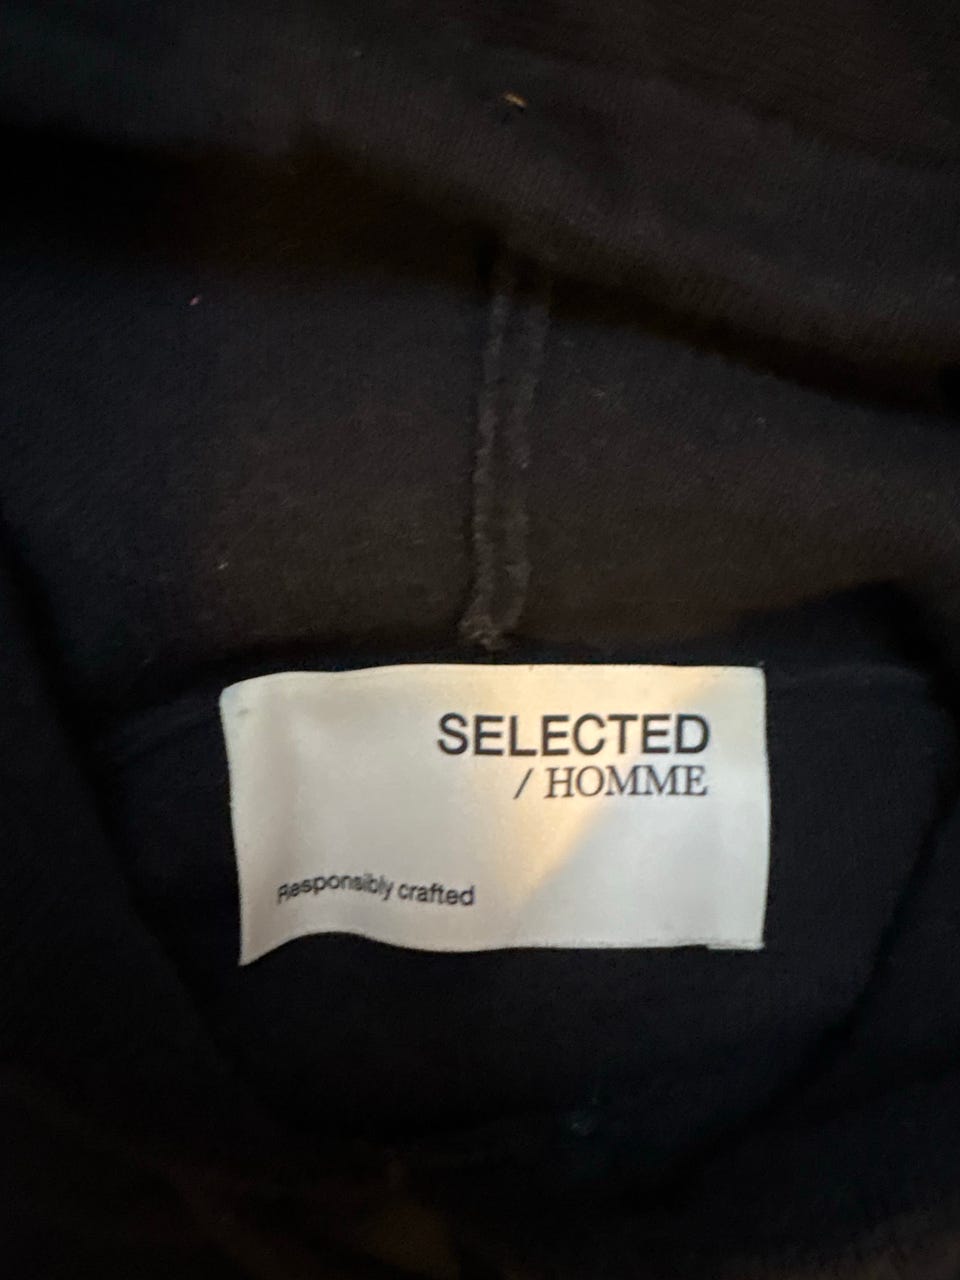 SELECTED
/ HOMME
Responsibly crafted